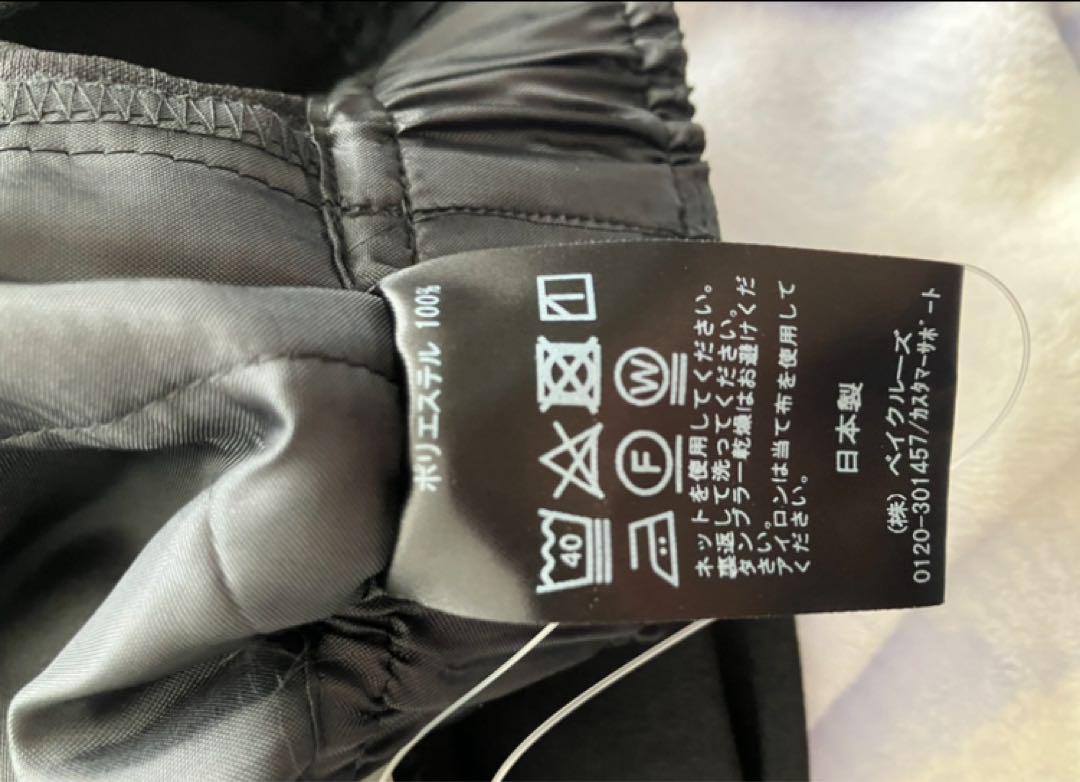 ポリエステル 100%
40
F
W
ネットを使用してください。
裏返して洗ってください。
タンブラー乾燥はお避けくだ
さい。
アイロンは当て布を使用して
ください。
日本製
(株) ベイクルーズ
0120-301457/カスタマーサポート